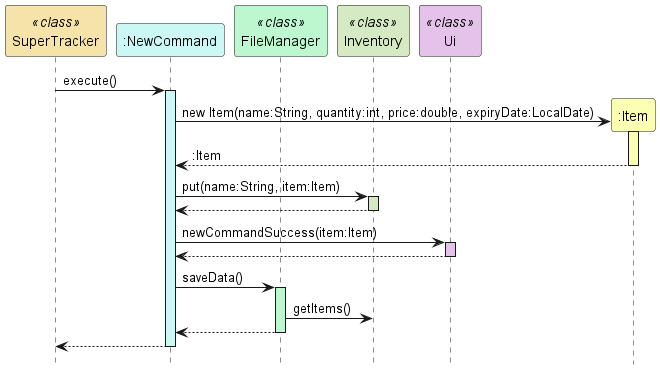 «class»
SuperTracker
:NewCommand
«class»
FileManager
«class»
Inventory
«class»
Ui
execute()
new Item(name:String, quantity:int, price:double, expiryDate:LocalDate)
:Item
:Item
put(name:String, item:Item)
newCommandSuccess(item:Item)
saveData()
getItems()